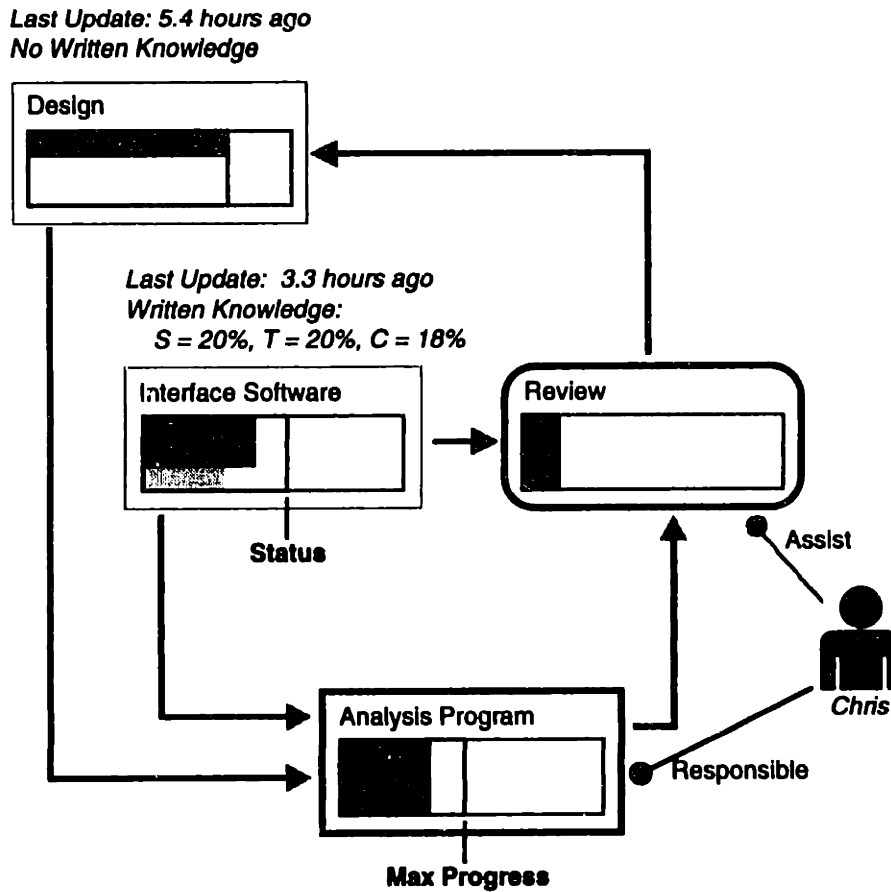 Last Update: 5.4 hours ago
No Written Knowledge
Design
Last Update: 3.3 hours ago
Written Knowledge:
S = 20%, T = 20%, C = 18%
Interface Software
Review
Status
Assist
Chris
Analysis Program
Responsible
Max Progress